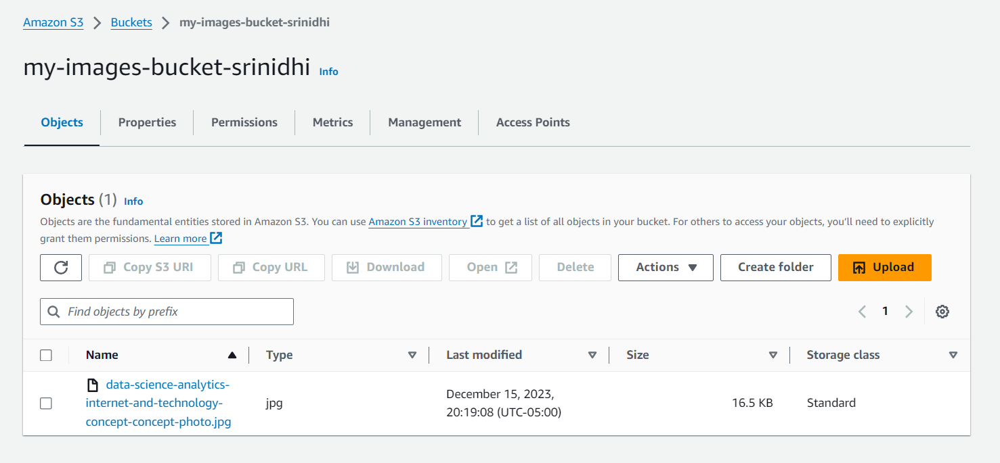 Amazon S3 > Buckets > my-images-bucket-srinidhi
my-images-bucket-srinidhi Info
Objects Properties Permissions Metrics Management Access Points
Objects (1) Info
Objects are the fundamental entities stored in Amazon S3. You can use Amazon S3 inventory to get a list of all objects in your bucket. For others to access your objects, you’ll need to explicitly
grant them permissions. Learn more
Copy S3 URI Copy URL Download Open Delete Actions Create folder Upload
Find objects by prefix 1
Name Type Last modified Size Storage class
data-science-analytics-
internet-and-technology-
concept-concept-photo.jpg
jpg
December 15, 2023,
20:19:08 (UTC-05:00)
16.5 KB
Standard